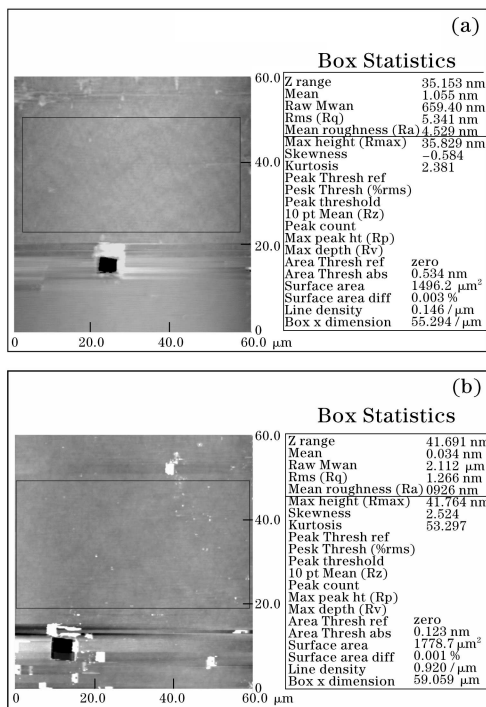 (a)
Box Statistics
Z range 35.153 nm
Mean 1.055 nm
Raw Mwan 659.40 nm
Rms (Rq) 5.341 nm
Mean roughness (Ra) 4.529 nm
Max height (Rmax) 35.829 nm
Skewness −0.584
Kurtosis 2.381
Peak Thresh ref
Pesk Thresh (%rms)
Peak threshold
10 pt Mean (Rz)
Peak count
Max peak ht (Rp)
Max depth (Rv)
Area Thresh ref zero
Area Thresh abs 0.534 nm
Surface area 1496.2 μm²
Surface area diff 0.003 %
Line density 0.146 /μm
Box x dimension 55.294 /μm
60.0
40.0
20.0
0
0 20.0 40.0 60.0 μm
(b)
Box Statistics
Z range 41.691 nm
Mean 0.034 nm
Raw Mwan 2.112 μm
Rms (Rq) 1.266 nm
Mean roughness (Ra) 0926 nm
Max height (Rmax) 41.764 nm
Skewness 2.524
Kurtosis 53.297
Peak Thresh ref
Pesk Thresh (%rms)
Peak threshold
10 pt Mean (Rz)
Peak count
Max peak ht (Rp)
Max depth (Rv)
Area Thresh ref zero
Area Thresh abs 0.123 nm
Surface area 1778.7 μm²
Surface area diff 0.001 %
Line density 0.920 /μm
Box x dimension 59.059 μm
60.0
40.0
20.0
0
0 20.0 40.0 60.0 μm